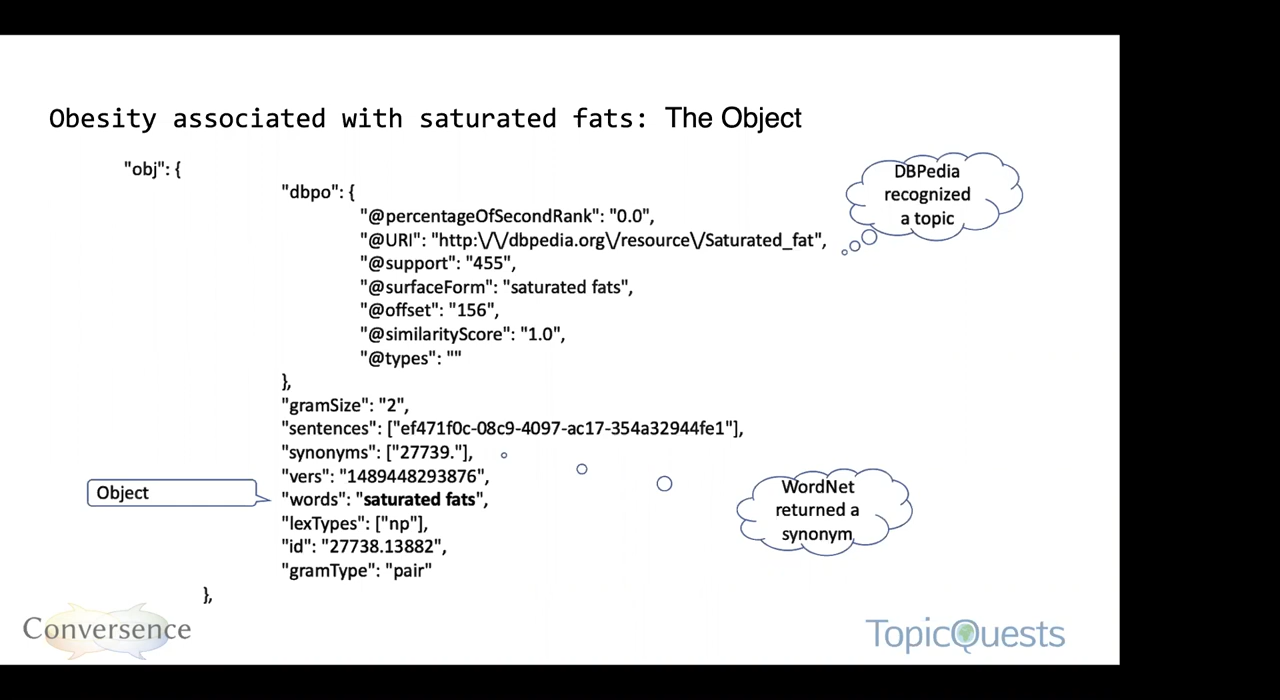 Obesity associated with saturated fats: The Object
"obj": {
"dbpo": {
"@percentageOfSecondRank": "0.0",
"@URI": "http:\/\/dbpedia.org\/resource\/Saturated_fat",
"@support": "455",
"@surfaceForm": "saturated fats",
"@offset": "156",
"@similarityScore": "1.0",
"@types": ""
},
"gramSize": "2",
"sentences": ["ef471f0c-08c9-4097-ac17-354a32944fe1"],
"synonyms": ["27739."],
"vers": "1489448293876",
"words": "saturated fats",
"lexTypes": ["np"],
"id": "27738.13882",
"gramType": "pair"
},
DBPedia
recognized
a topic
Object
WordNet
returned a
synonym
Conversence
TopicQuests